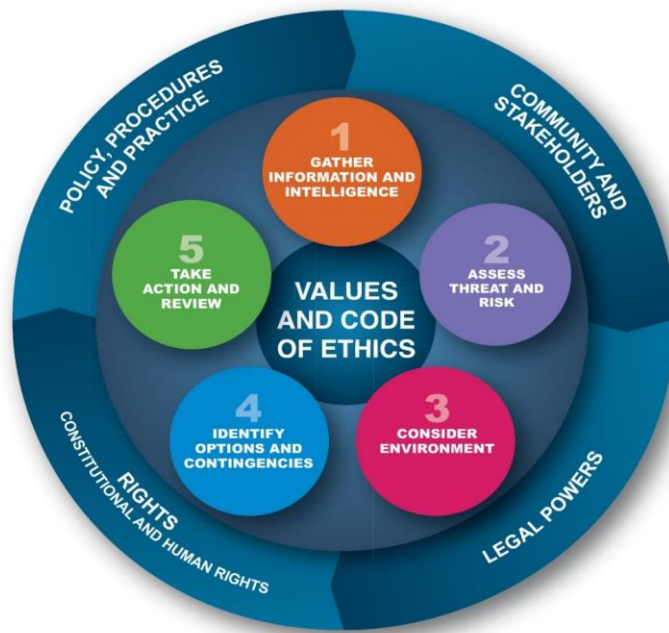 POLICY, PROCEDURES
AND PRACTICE
COMMUNITY AND
STAKEHOLDERS
1
GATHER
INFORMATION AND
INTELLIGENCE
5
TAKE
ACTION AND
REVIEW
2
ASSESS
THREAT AND
RISK
VALUES
AND CODE
OF ETHICS
4
IDENTIFY
OPTIONS AND
CONTINGENCIES
3
CONSIDER
ENVIRONMENT
RIGHTS
CONSTITUTIONAL AND HUMAN RIGHTS
LEGAL POWERS